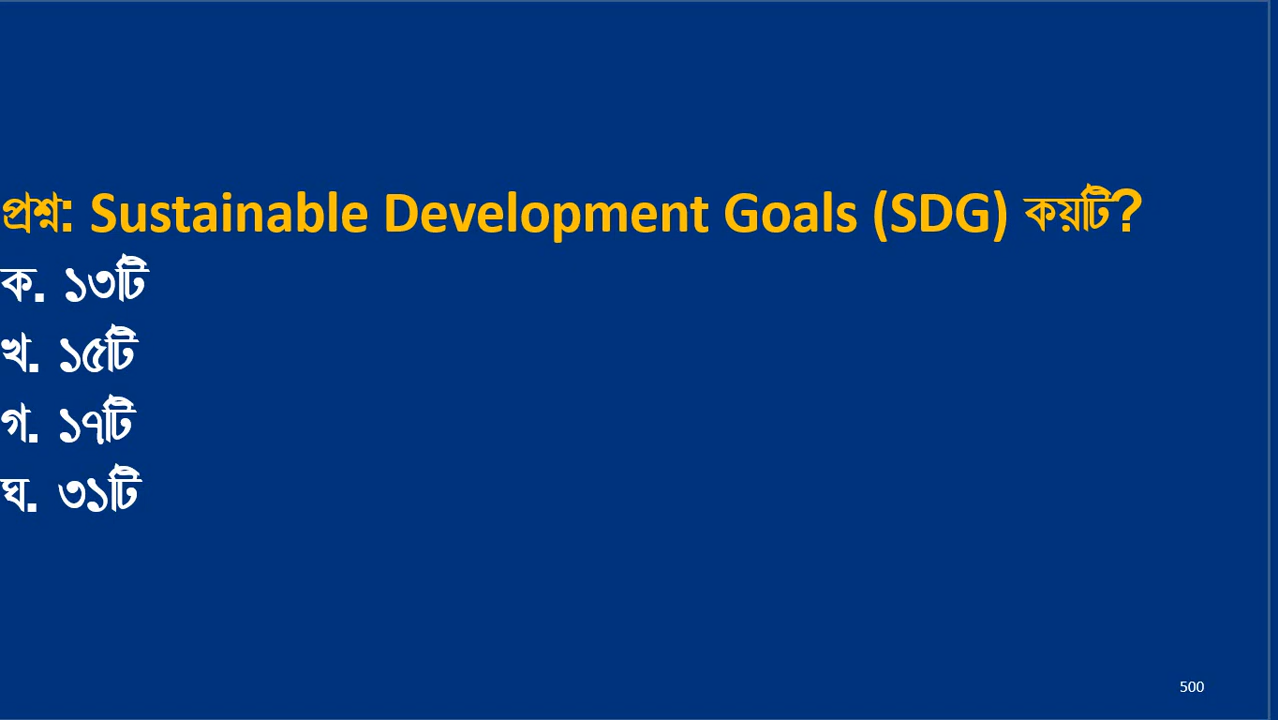 প্রশ্ন: Sustainable Development Goals (SDG) কয়টি?
ক. ১৩টি
খ. ১৫টি
গ. ১৭টি
ঘ. ৩১টি
500